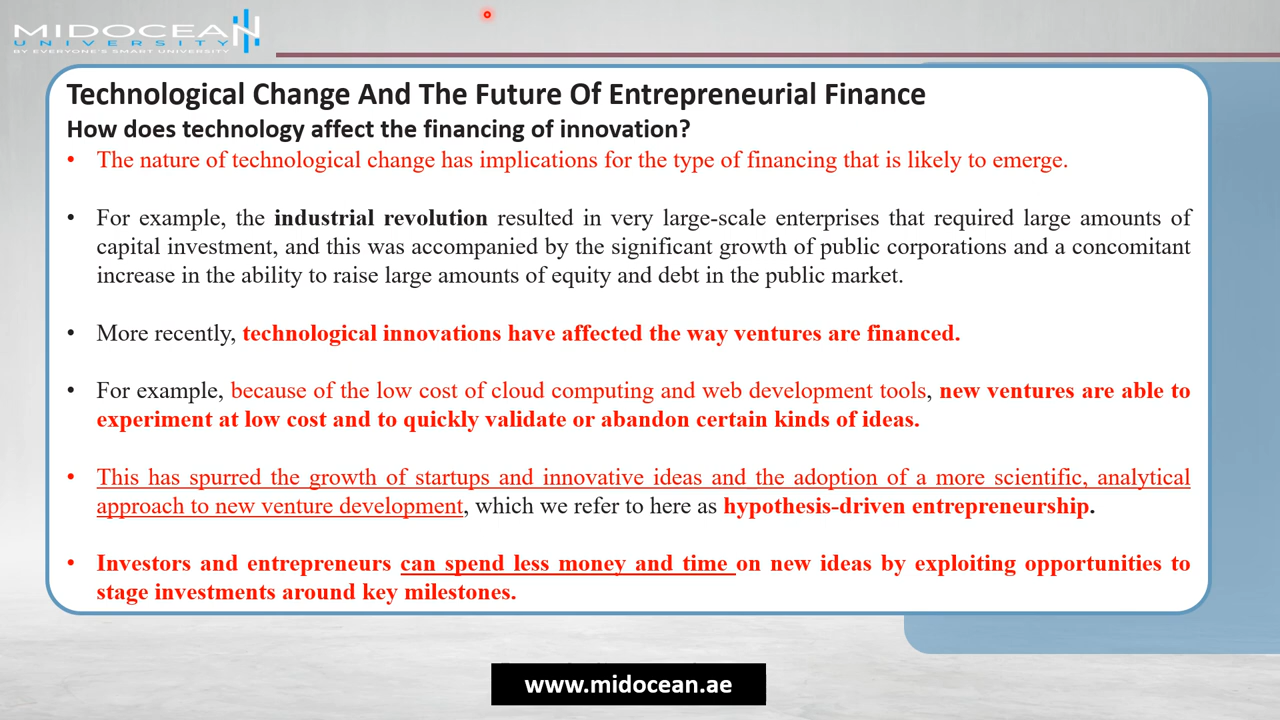 MIDOCEAN
UNIVERSITY
BY EVERYONE'S SMART UNIVERSITY
Technological Change And The Future Of Entrepreneurial Finance
How does technology affect the financing of innovation?
• The nature of technological change has implications for the type of financing that is likely to emerge.
• For example, the industrial revolution resulted in very large-scale enterprises that required large amounts of
capital investment, and this was accompanied by the significant growth of public corporations and a concomitant
increase in the ability to raise large amounts of equity and debt in the public market.
• More recently, technological innovations have affected the way ventures are financed.
• For example, because of the low cost of cloud computing and web development tools, new ventures are able to
experiment at low cost and to quickly validate or abandon certain kinds of ideas.
• This has spurred the growth of startups and innovative ideas and the adoption of a more scientific, analytical
approach to new venture development, which we refer to here as hypothesis-driven entrepreneurship.
• Investors and entrepreneurs can spend less money and time on new ideas by exploiting opportunities to
stage investments around key milestones.
www.midocean.ae